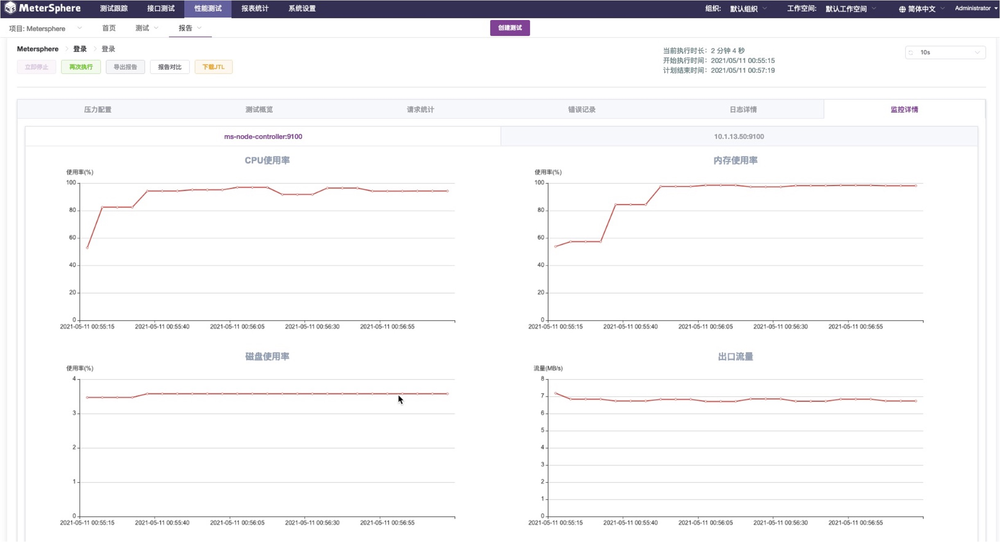 MeterSphere 测试跟踪 接口测试 性能测试 报表统计 系统设置 组织: 默认组织 工作空间: 默认工作空间 简体中文 Administrator
项目: Metersphere 首页 测试 报告 创建测试
Metersphere 登录 登录
立即停止 再次执行 导出报告 报告对比 下载JTL
当前执行时长：2 分钟 4 秒
开始执行时间：2021/05/11 00:55:15
计划结束时间：2021/05/11 00:57:19
10s
压力配置 测试概览 请求统计 错误记录 日志详情 监控详情
ms-node-controller:9100 10.1.13.50:9100
CPU使用率
使用率(%)
100
80
60
40
20
0
2021-05-11 00:55:15 2021-05-11 00:55:40 2021-05-11 00:56:05 2021-05-11 00:56:30 2021-05-11 00:56:55
内存使用率
使用率(%)
100
80
60
40
20
0
2021-05-11 00:55:15 2021-05-11 00:55:40 2021-05-11 00:56:05 2021-05-11 00:56:30 2021-05-11 00:56:55
磁盘使用率
使用率(%)
4
3
2
1
0
2021-05-11 00:55:15 2021-05-11 00:55:40 2021-05-11 00:56:05 2021-05-11 00:56:30 2021-05-11 00:56:55
出口流量
流量(MB/s)
8
7
6
5
4
3
2
1
0
2021-05-11 00:55:15 2021-05-11 00:55:40 2021-05-11 00:56:05 2021-05-11 00:56:30 2021-05-11 00:56:55